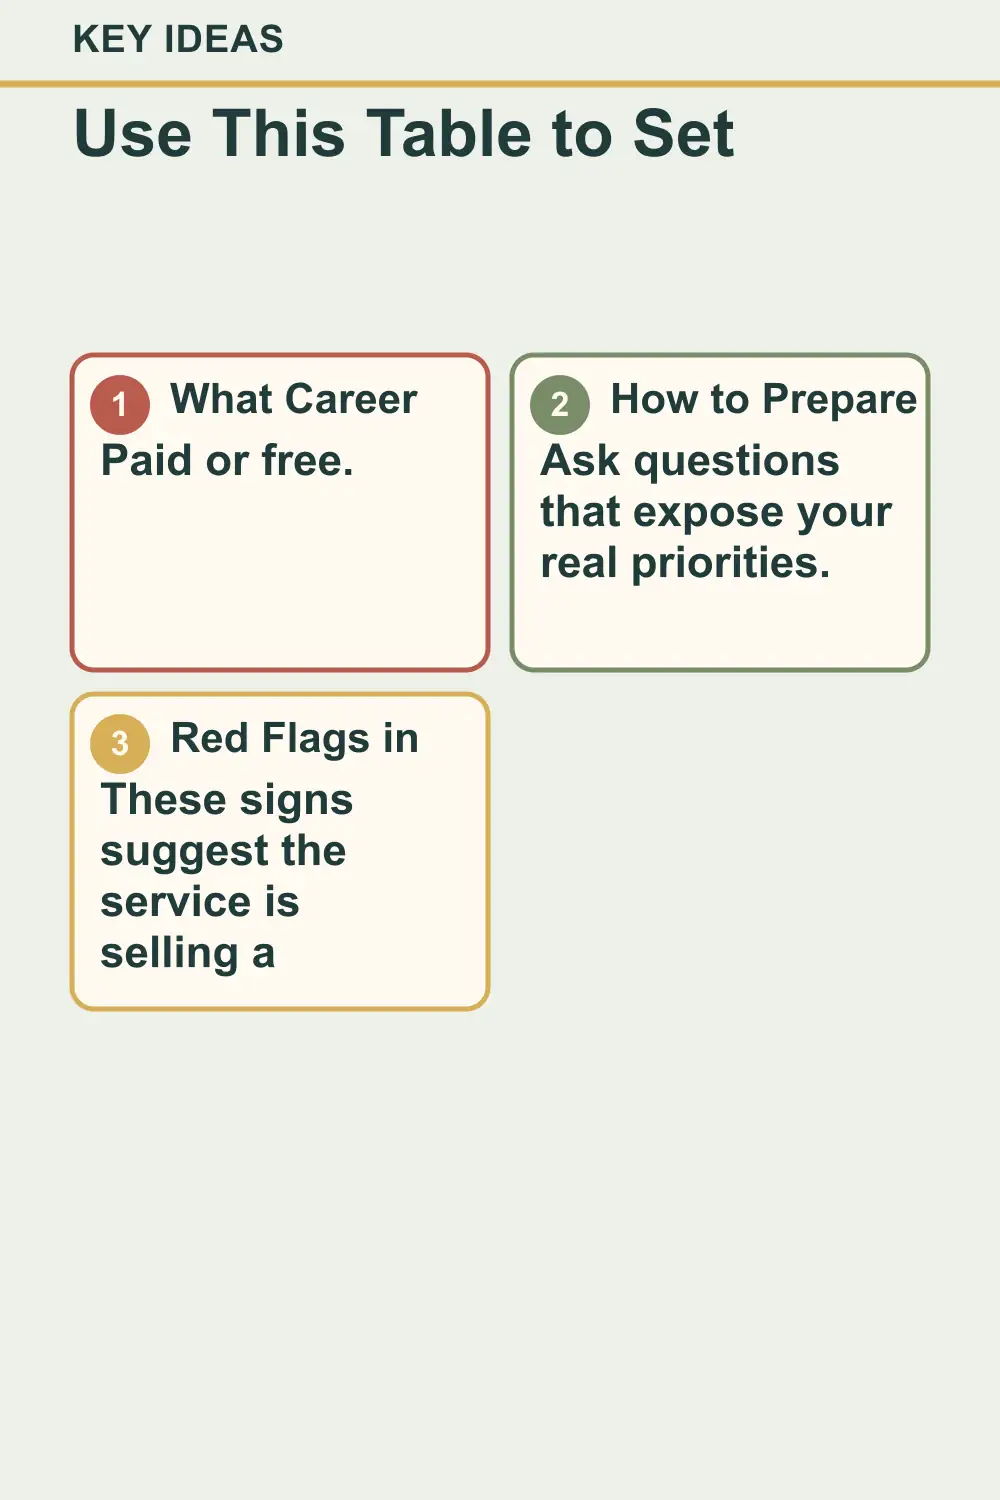 KEY IDEAS
Use This Table to Set
1 What Career
Paid or free.
2 How to Prepare
Ask questions
that expose your
real priorities.
3 Red Flags in
These signs
suggest the
service is
selling a